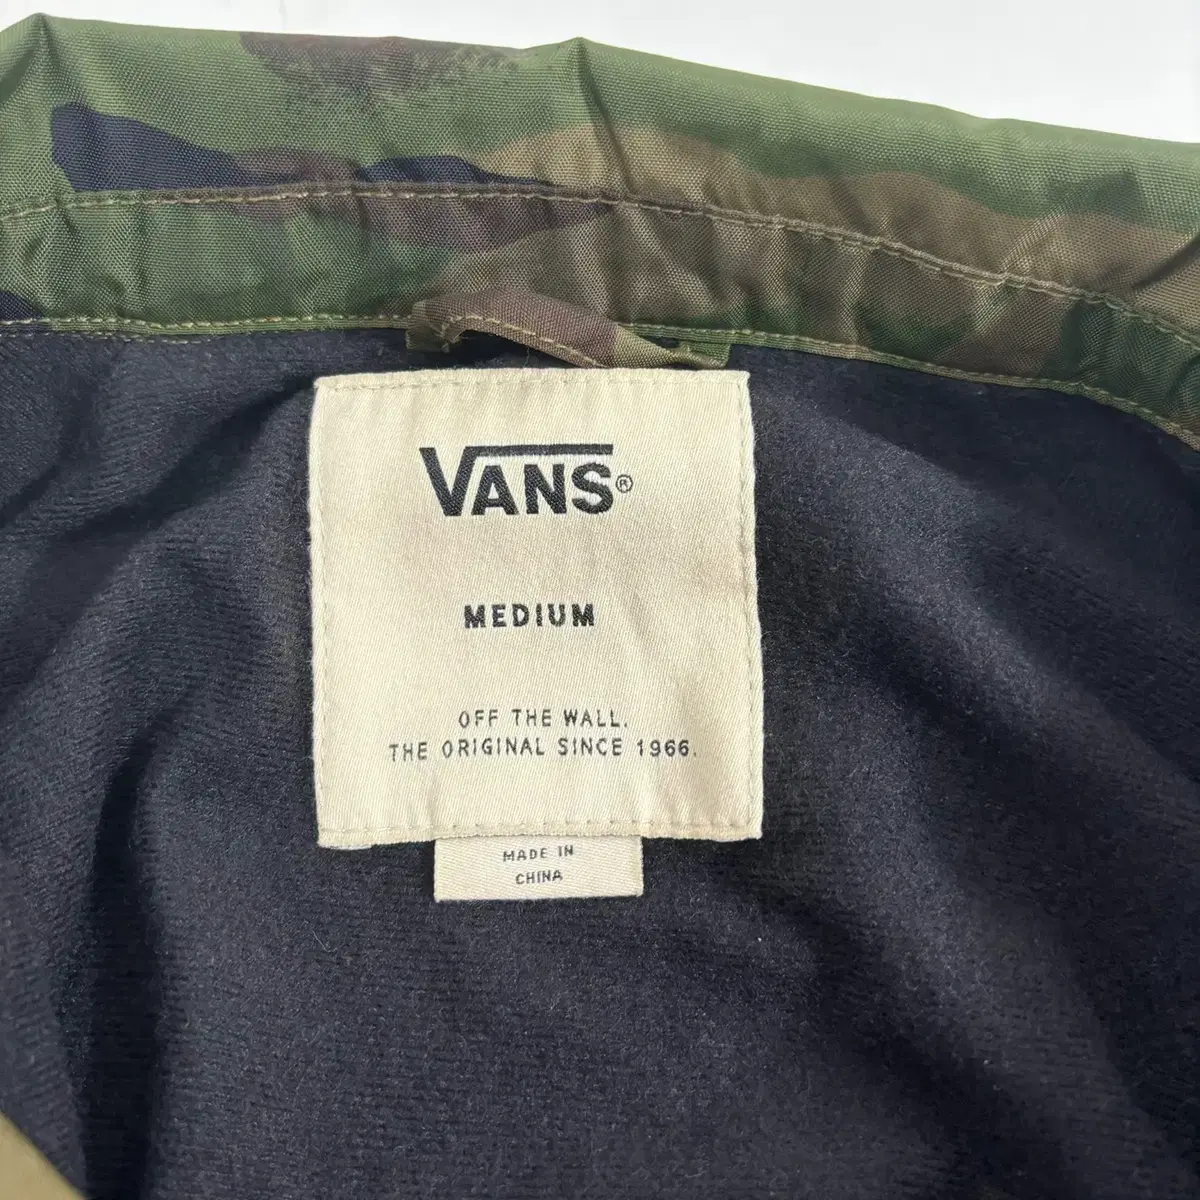 VANS®
MEDIUM
OFF THE WALL.
THE ORIGINAL SINCE 1966.
MADE IN
CHINA